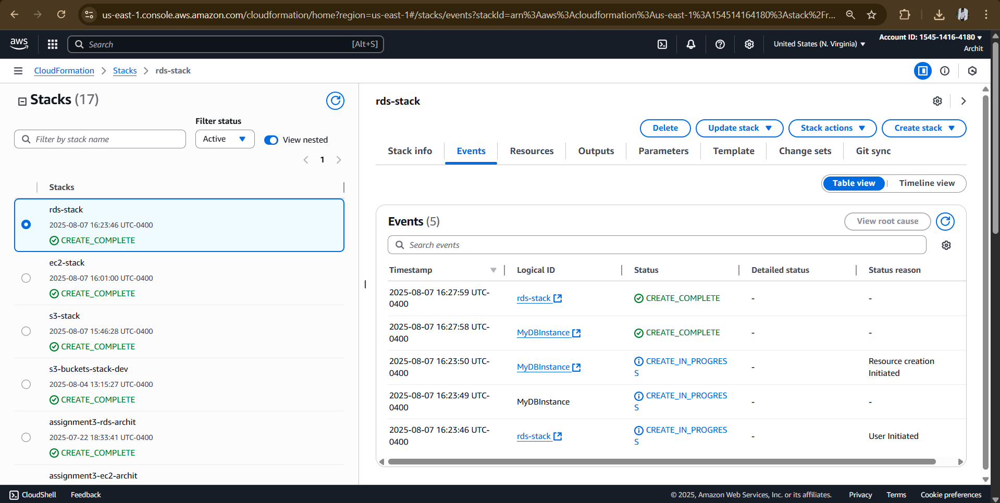 us-east-1.console.aws.amazon.com/cloudformation/home?region=us-east-1#/stacks/events?stackId=arn%3Aaws%3Acloudformation%3Aus-east-1%3A154514164180%3Astack%2Fr...
aws
Search [Alt+S]
United States (N. Virginia)
Account ID: 1545-1416-4180
Archit
CloudFormation > Stacks > rds-stack
Stacks (17)
Filter status
Filter by stack name
Active
View nested
1
Stacks
rds-stack
2025-08-07 16:23:46 UTC-0400
CREATE_COMPLETE
ec2-stack
2025-08-07 16:01:00 UTC-0400
CREATE_COMPLETE
s3-stack
2025-08-07 15:46:28 UTC-0400
CREATE_COMPLETE
s3-buckets-stack-dev
2025-08-04 13:15:27 UTC-0400
CREATE_COMPLETE
assignment3-rds-archit
2025-07-22 18:33:41 UTC-0400
CREATE_COMPLETE
assignment3-ec2-archit
rds-stack
Delete Update stack Stack actions Create stack
Stack info Events Resources Outputs Parameters Template Change sets Git sync
Table view Timeline view
Events (5)
View root cause
Search events
Timestamp Logical ID Status Detailed status Status reason
2025-08-07 16:27:59 UTC-
0400
rds-stack
CREATE_COMPLETE
-
-
2025-08-07 16:27:58 UTC-
0400
MyDBInstance
CREATE_COMPLETE
-
-
2025-08-07 16:23:50 UTC-
0400
MyDBInstance
CREATE_IN_PROGRES
S
-
Resource creation
Initiated
2025-08-07 16:23:49 UTC-
0400
MyDBInstance
CREATE_IN_PROGRES
S
-
-
2025-08-07 16:23:46 UTC-
0400
rds-stack
CREATE_IN_PROGRES
S
-
User Initiated
CloudShell Feedback © 2025, Amazon Web Services, Inc. or its affiliates. Privacy Terms Cookie preferences